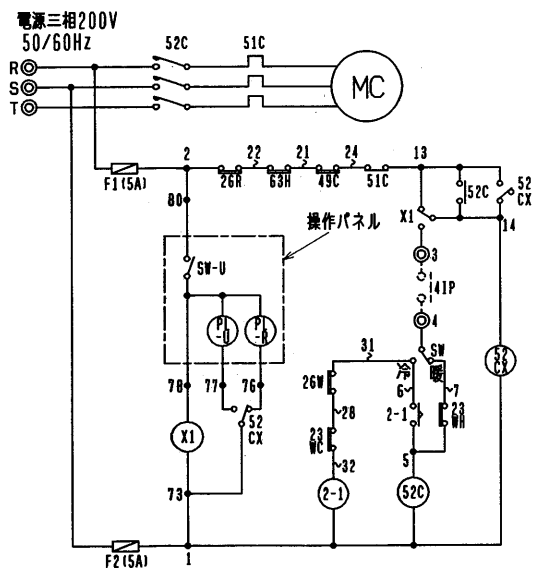 電源三相200V
50/60Hz
52C
51C
R
S
T
MC
2
22
21
24
13
F1(5A)
26R
63H
49C
51C
52C
52
CX
80
X1
14
操作パネル
SW-U
3
41P
4
PL
-R
31
SW
冷
暖
52
CX
26W
6
7
78
77
76
28
2-1
23
WH
52
CX
X1
23
WC
5
32
73
2-1
52C
F2(5A)
1